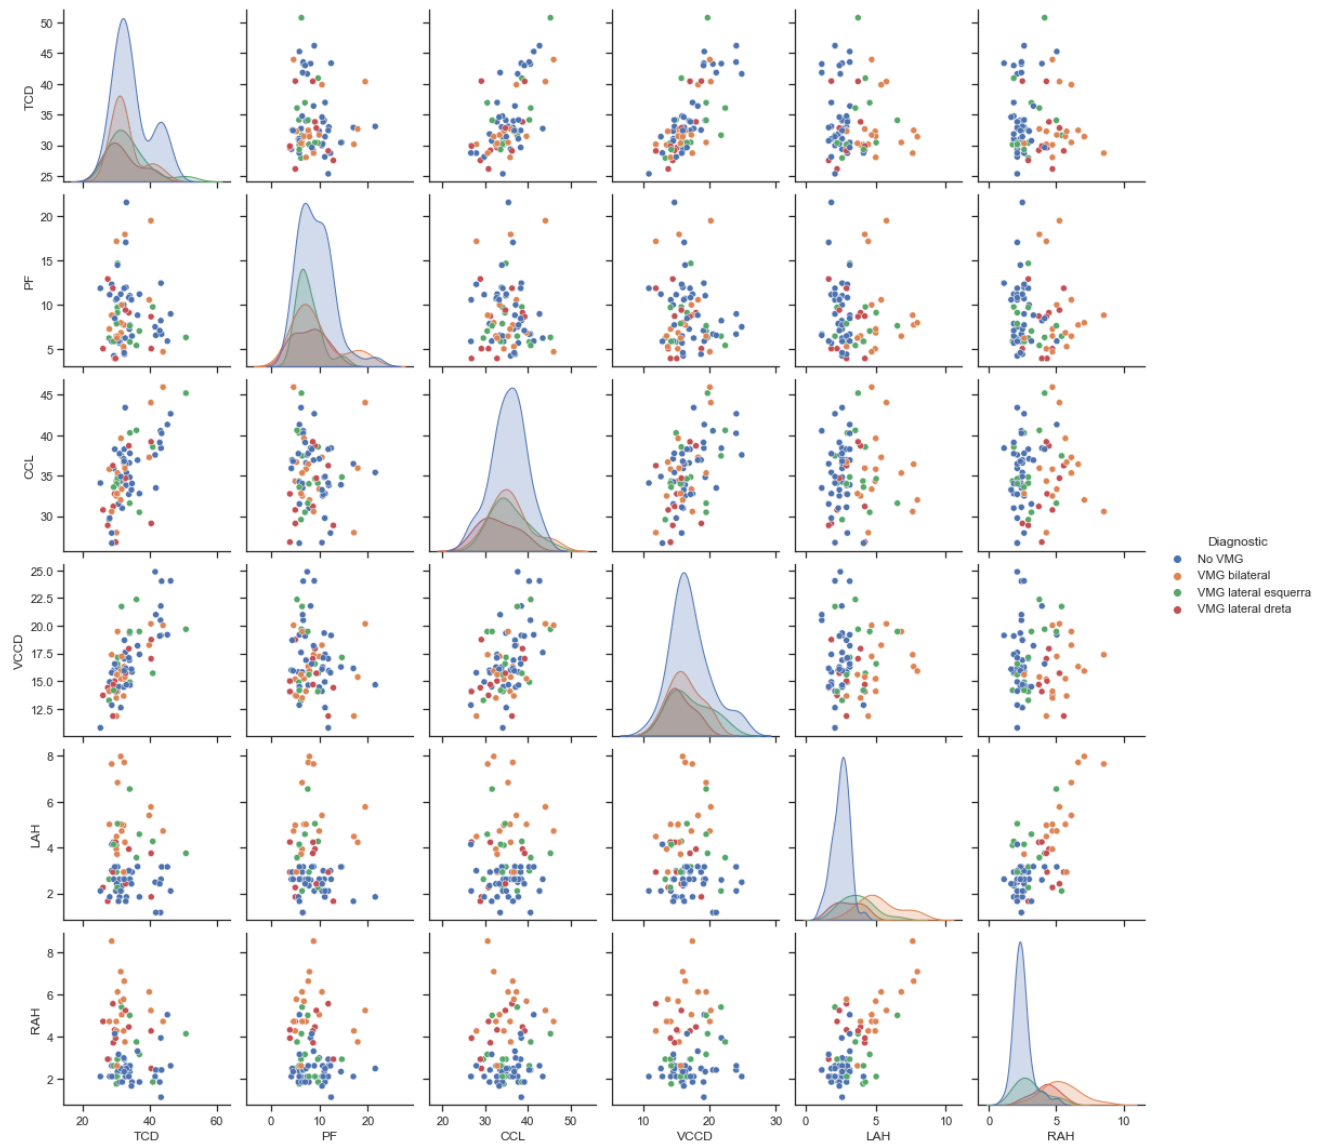 50
45
40
35
30
25
TCD
20
15
10
5
PF
45
40
35
30
CCL
25.0
22.5
20.0
17.5
15.0
12.5
VCCD
Diagnostic
No VMG
VMG bilateral
VMG lateral esquerra
VMG lateral dreta
8
6
4
2
LAH
8
6
4
2
RAH
20 40 60
TCD
0 10 20
PF
20 30 40 50
CCL
10 20 30
VCCD
0 5 10
LAH
0 5 10
RAH